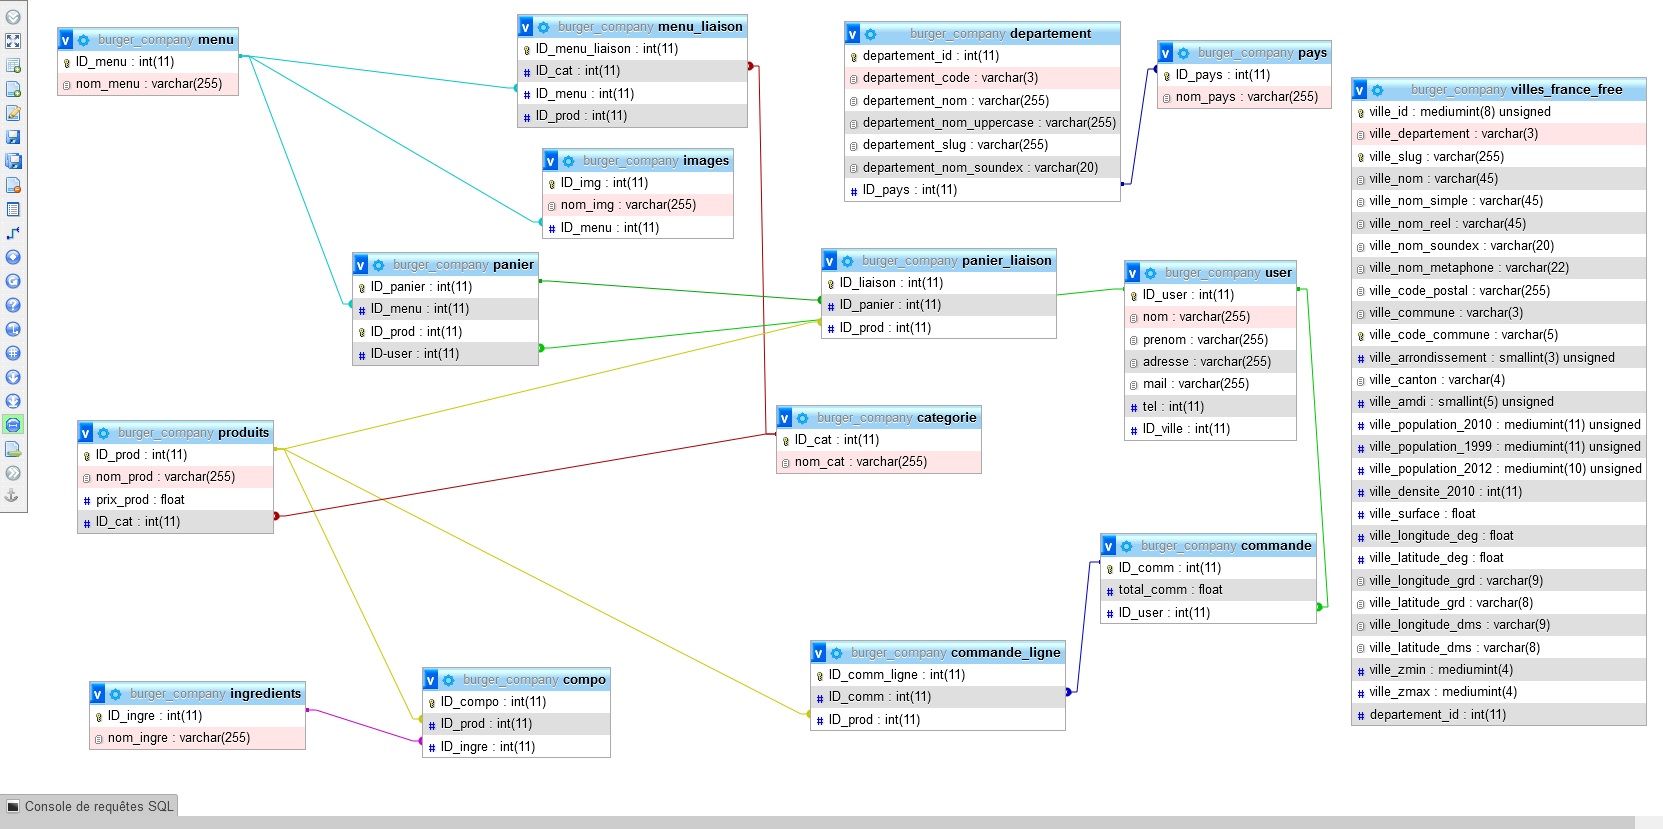 burger_company menu
ID_menu : int(11)
nom_menu : varchar(255)
burger_company menu_liaison
ID_menu_liaison : int(11)
ID_cat : int(11)
ID_menu : int(11)
ID_prod : int(11)
burger_company departement
departement_id : int(11)
departement_code : varchar(3)
departement_nom : varchar(255)
departement_nom_uppercase : varchar(255)
departement_slug : varchar(255)
departement_nom_soundex : varchar(20)
ID_pays : int(11)
burger_company pays
ID_pays : int(11)
nom_pays : varchar(255)
burger_company villes_france_free
ville_id : mediumint(8) unsigned
ville_departement : varchar(3)
ville_slug : varchar(255)
ville_nom : varchar(45)
ville_nom_simple : varchar(45)
ville_nom_reel : varchar(45)
ville_nom_soundex : varchar(20)
ville_nom_metaphone : varchar(22)
ville_code_postal : varchar(255)
ville_commune : varchar(3)
ville_code_commune : varchar(5)
ville_arrondissement : smallint(3) unsigned
ville_canton : varchar(4)
ville_amdi : smallint(5) unsigned
ville_population_2010 : mediumint(11) unsigned
ville_population_1999 : mediumint(11) unsigned
ville_population_2012 : mediumint(10) unsigned
ville_densite_2010 : int(11)
ville_surface : float
ville_longitude_deg : float
ville_latitude_deg : float
ville_longitude_grd : varchar(9)
ville_latitude_grd : varchar(8)
ville_longitude_dms : varchar(9)
ville_latitude_dms : varchar(8)
ville_zmin : mediumint(4)
ville_zmax : mediumint(4)
departement_id : int(11)
burger_company images
ID_img : int(11)
nom_img : varchar(255)
ID_menu : int(11)
burger_company panier
ID_panier : int(11)
ID_menu : int(11)
ID_prod : int(11)
ID-user : int(11)
burger_company panier_liaison
ID_liaison : int(11)
ID_panier : int(11)
ID_prod : int(11)
burger_company user
ID_user : int(11)
nom : varchar(255)
prenom : varchar(255)
adresse : varchar(255)
mail : varchar(255)
tel : int(11)
ID_ville : int(11)
burger_company produits
ID_prod : int(11)
nom_prod : varchar(255)
prix_prod : float
ID_cat : int(11)
burger_company categorie
ID_cat : int(11)
nom_cat : varchar(255)
burger_company commande
ID_comm : int(11)
total_comm : float
ID_user : int(11)
burger_company ingredients
ID_ingre : int(11)
nom_ingre : varchar(255)
burger_company compo
ID_compo : int(11)
ID_prod : int(11)
ID_ingre : int(11)
burger_company commande_ligne
ID_comm_ligne : int(11)
ID_comm : int(11)
ID_prod : int(11)
Console de requêtes SQL